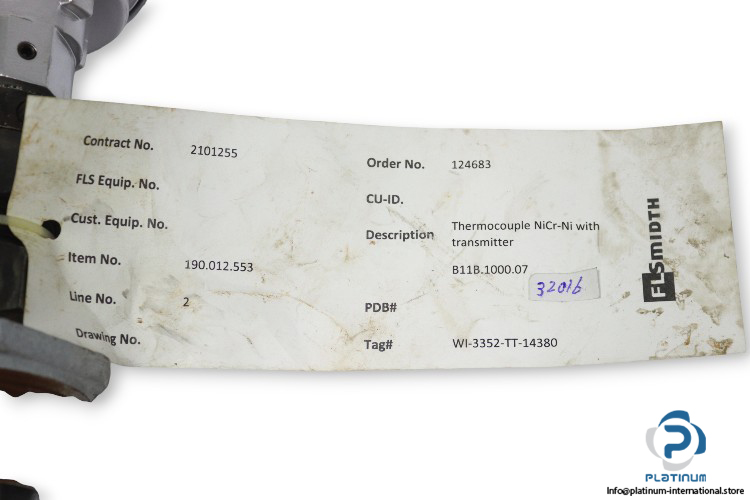 Contract No. 2101255
FLS Equip. No.
Cust. Equip. No.
Item No. 190.012.553
Line No. 2
Drawing No.
Order No. 124683
CU-ID.
Description Thermocouple NiCr-Ni with
transmitter
B11B.1000.07
32016
PDB#
Tag# WI-3352-TT-14380
FLSMIDTH
PLATINUM
Info@platinum-international.store